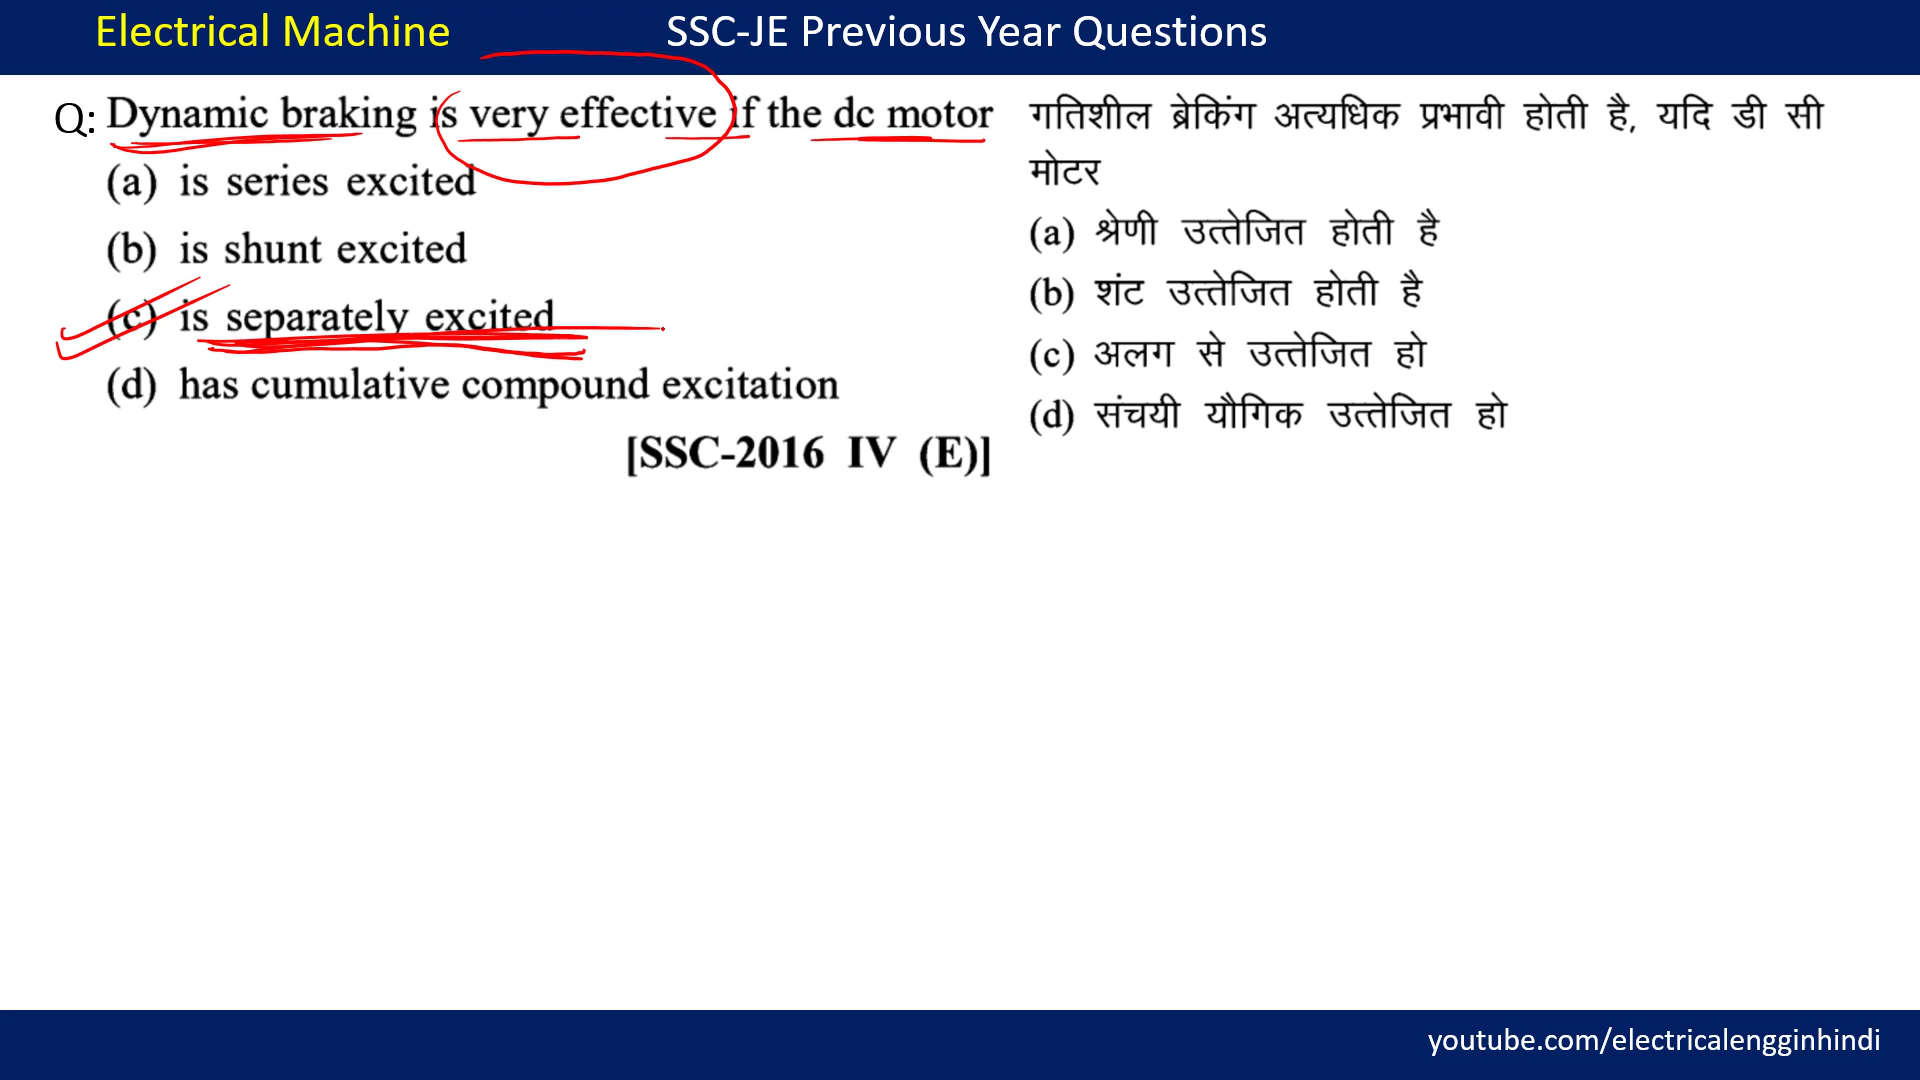 Electrical Machine SSC-JE Previous Year Questions
Q: Dynamic braking is very effective if the dc motor
(a) is series excited
(b) is shunt excited
(c) is separately excited
(d) has cumulative compound excitation
[SSC-2016 IV (E)]
गतिशील ब्रेकिंग अत्यधिक प्रभावी होती है, यदि डी सी
मोटर
(a) श्रेणी उत्तेजित होती है
(b) शंट उत्तेजित होती है
(c) अलग से उत्तेजित हो
(d) संचयी यौगिक उत्तेजित हो
youtube.com/electricalengginhindi